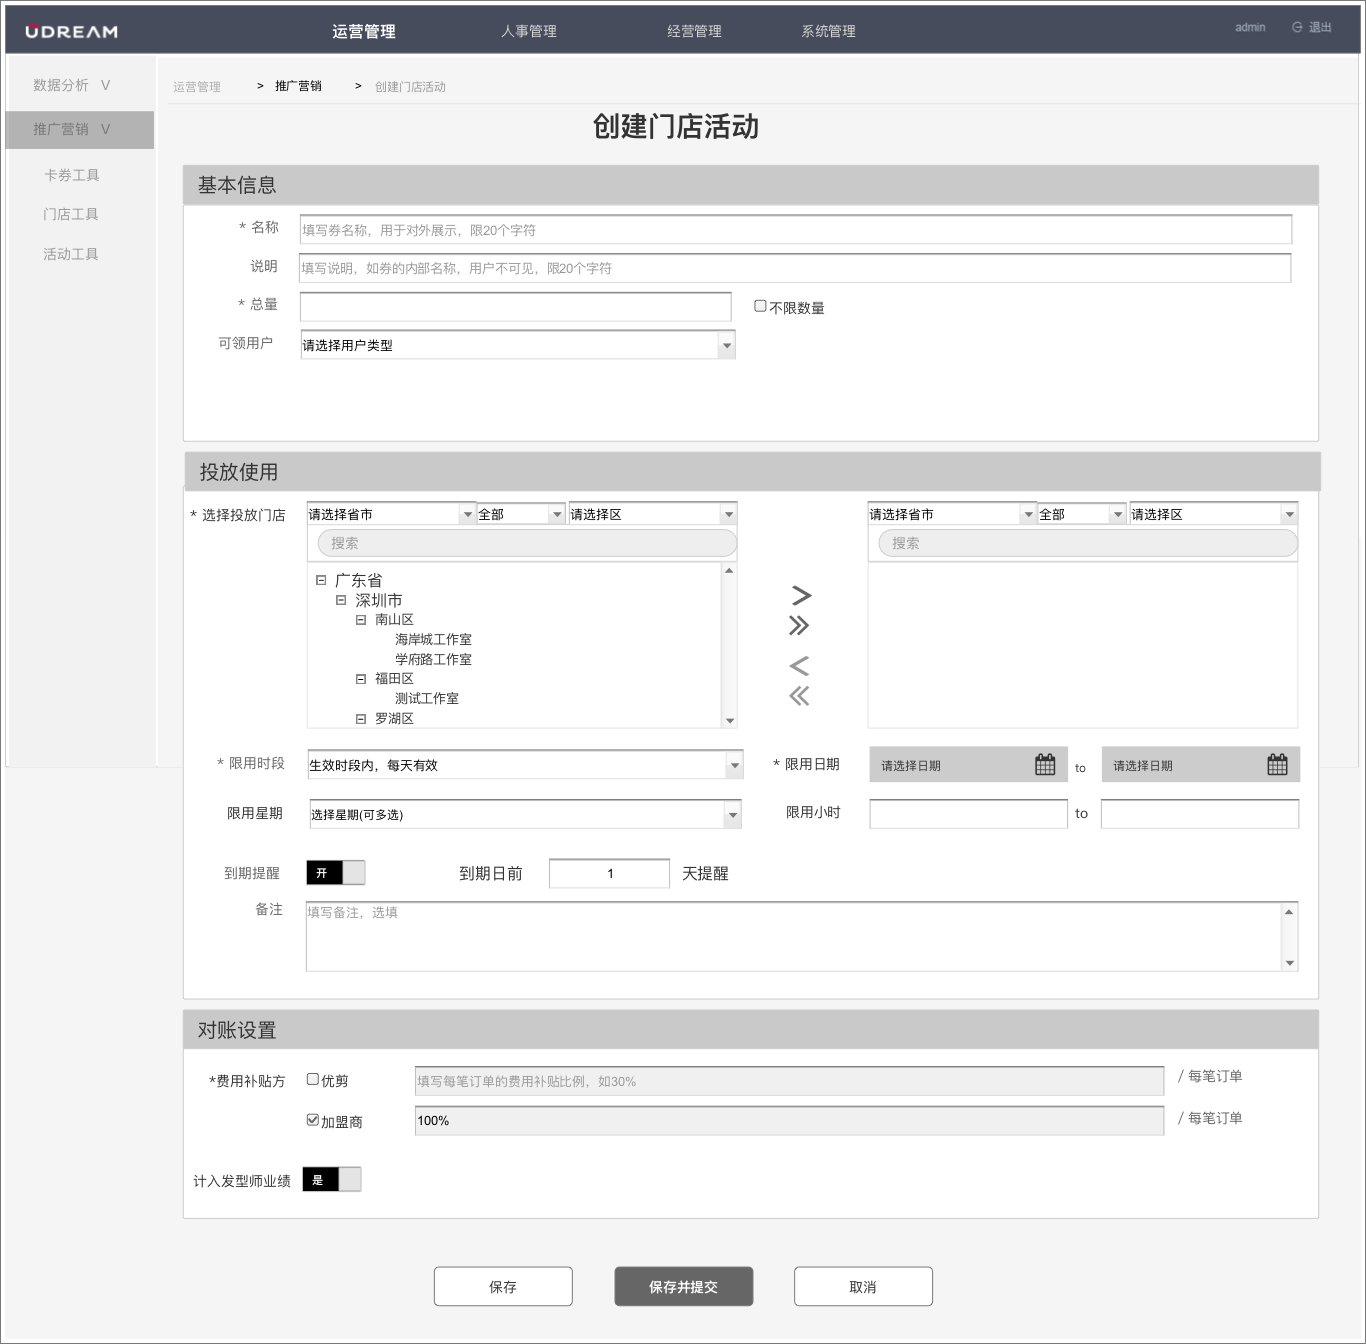 UDREAM 运营管理 人事管理 经营管理 系统管理 admin 退出
数据分析 V
推广营销 V
卡券工具
门店工具
活动工具
运营管理 > 推广营销 > 创建门店活动
创建门店活动
基本信息
* 名称 填写券名称，用于对外展示，限20个字符
说明 填写说明，如券的内部名称，用户不可见，限20个字符
* 总量 不限数量
可领用户 请选择用户类型
投放使用
* 选择投放门店 请选择省市 全部 请选择区 请选择省市 全部 请选择区
搜索 搜索
广东省
深圳市
南山区
海岸城工作室
学府路工作室
福田区
测试工作室
罗湖区
> 
>>
<
<<
* 限用时段 生效时段内，每天有效 * 限用日期 请选择日期 to 请选择日期
限用星期 选择星期(可多选) 限用小时 to
到期提醒 开 到期日前 1 天提醒
备注 填写备注，选填
对账设置
*费用补贴方 优剪 填写每笔订单的费用补贴比例，如30% / 每笔订单
加盟商 100% / 每笔订单
计入发型师业绩 是
保存 保存并提交 取消